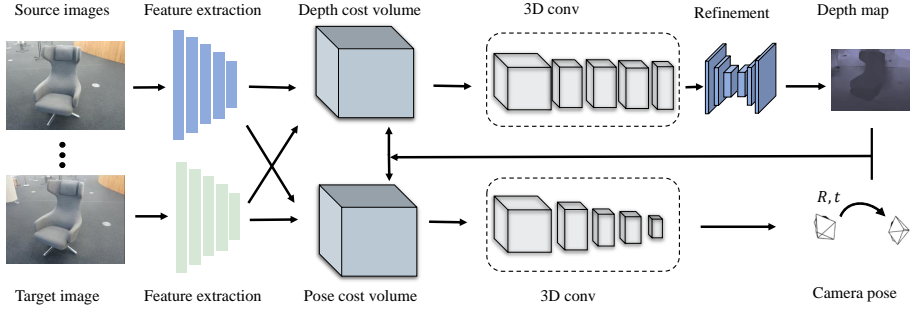 Source images
Feature extraction
Depth cost volume
3D conv
Refinement
Depth map
R, t
Target image
Feature extraction
Pose cost volume
3D conv
Camera pose